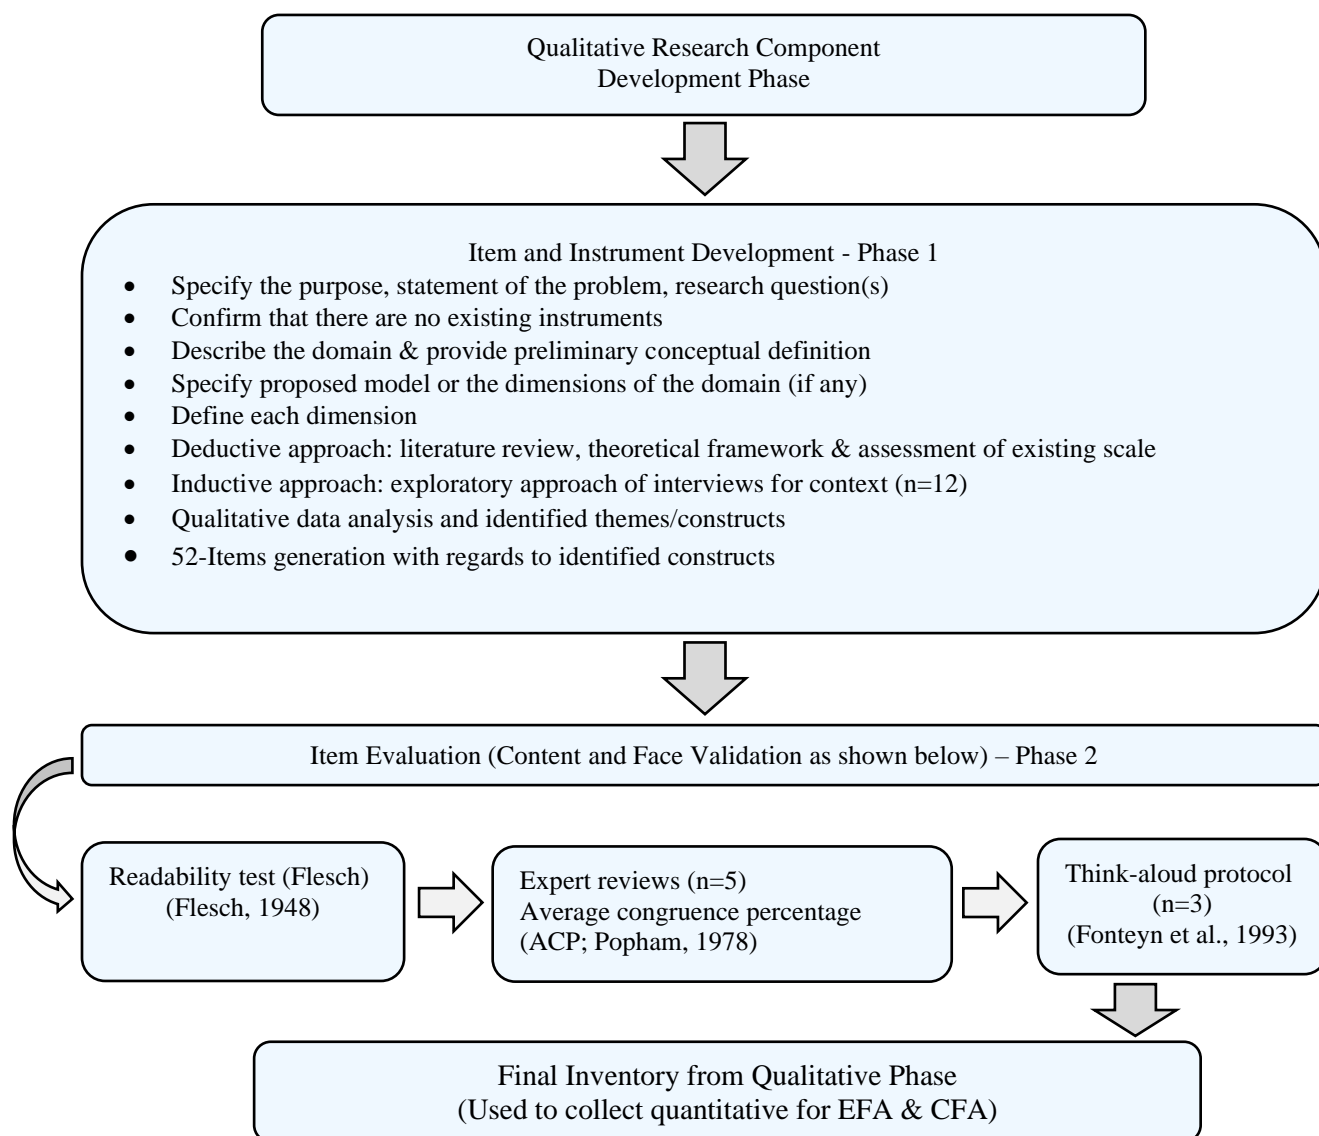 Qualitative Research Component
Development Phase
Item and Instrument Development - Phase 1
• Specify the purpose, statement of the problem, research question(s)
• Confirm that there are no existing instruments
• Describe the domain & provide preliminary conceptual definition
• Specify proposed model or the dimensions of the domain (if any)
• Define each dimension
• Deductive approach: literature review, theoretical framework & assessment of existing scale
• Inductive approach: exploratory approach of interviews for context (n=12)
• Qualitative data analysis and identified themes/constructs
• 52-Items generation with regards to identified constructs
Item Evaluation (Content and Face Validation as shown below) – Phase 2
Readability test (Flesch)
(Flesch, 1948)
Expert reviews (n=5)
Average congruence percentage
(ACP; Popham, 1978)
Think-aloud protocol
(n=3)
(Fonteyn et al., 1993)
Final Inventory from Qualitative Phase
(Used to collect quantitative for EFA & CFA)